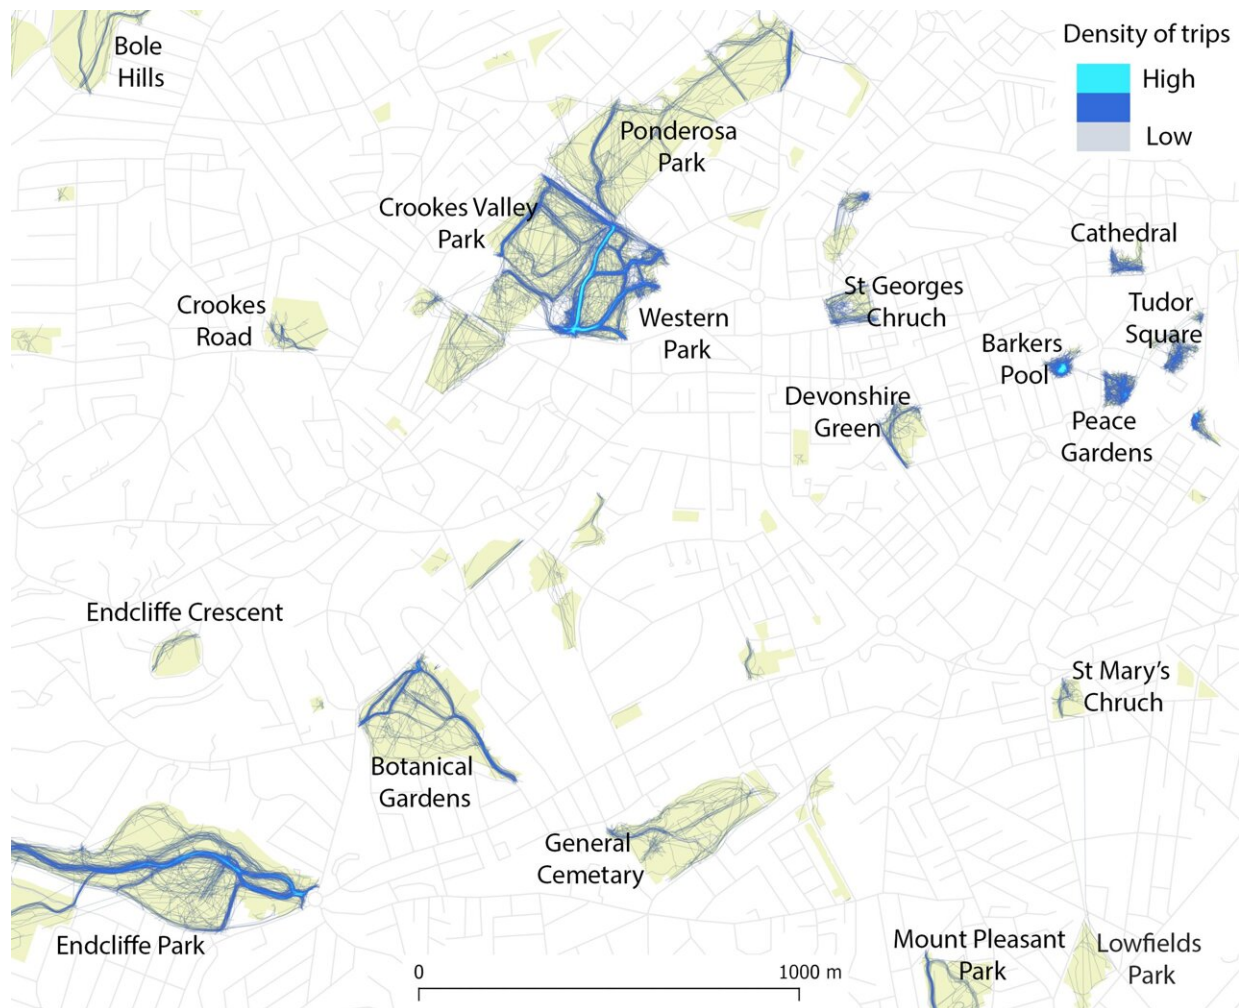 Density of trips
High
Low
Bole
Hills
Ponderosa
Park
Crookes Valley
Park
Cathedral
Crookes
Road
St Georges
Chruch
Tudor
Square
Western
Park
Barkers
Pool
Devonshire
Green
Peace
Gardens
Endcliffe Crescent
St Mary's
Chruch
Botanical
Gardens
General
Cemetary
Endcliffe Park
Mount Pleasant
Park
Lowfields
Park
0
1000 m